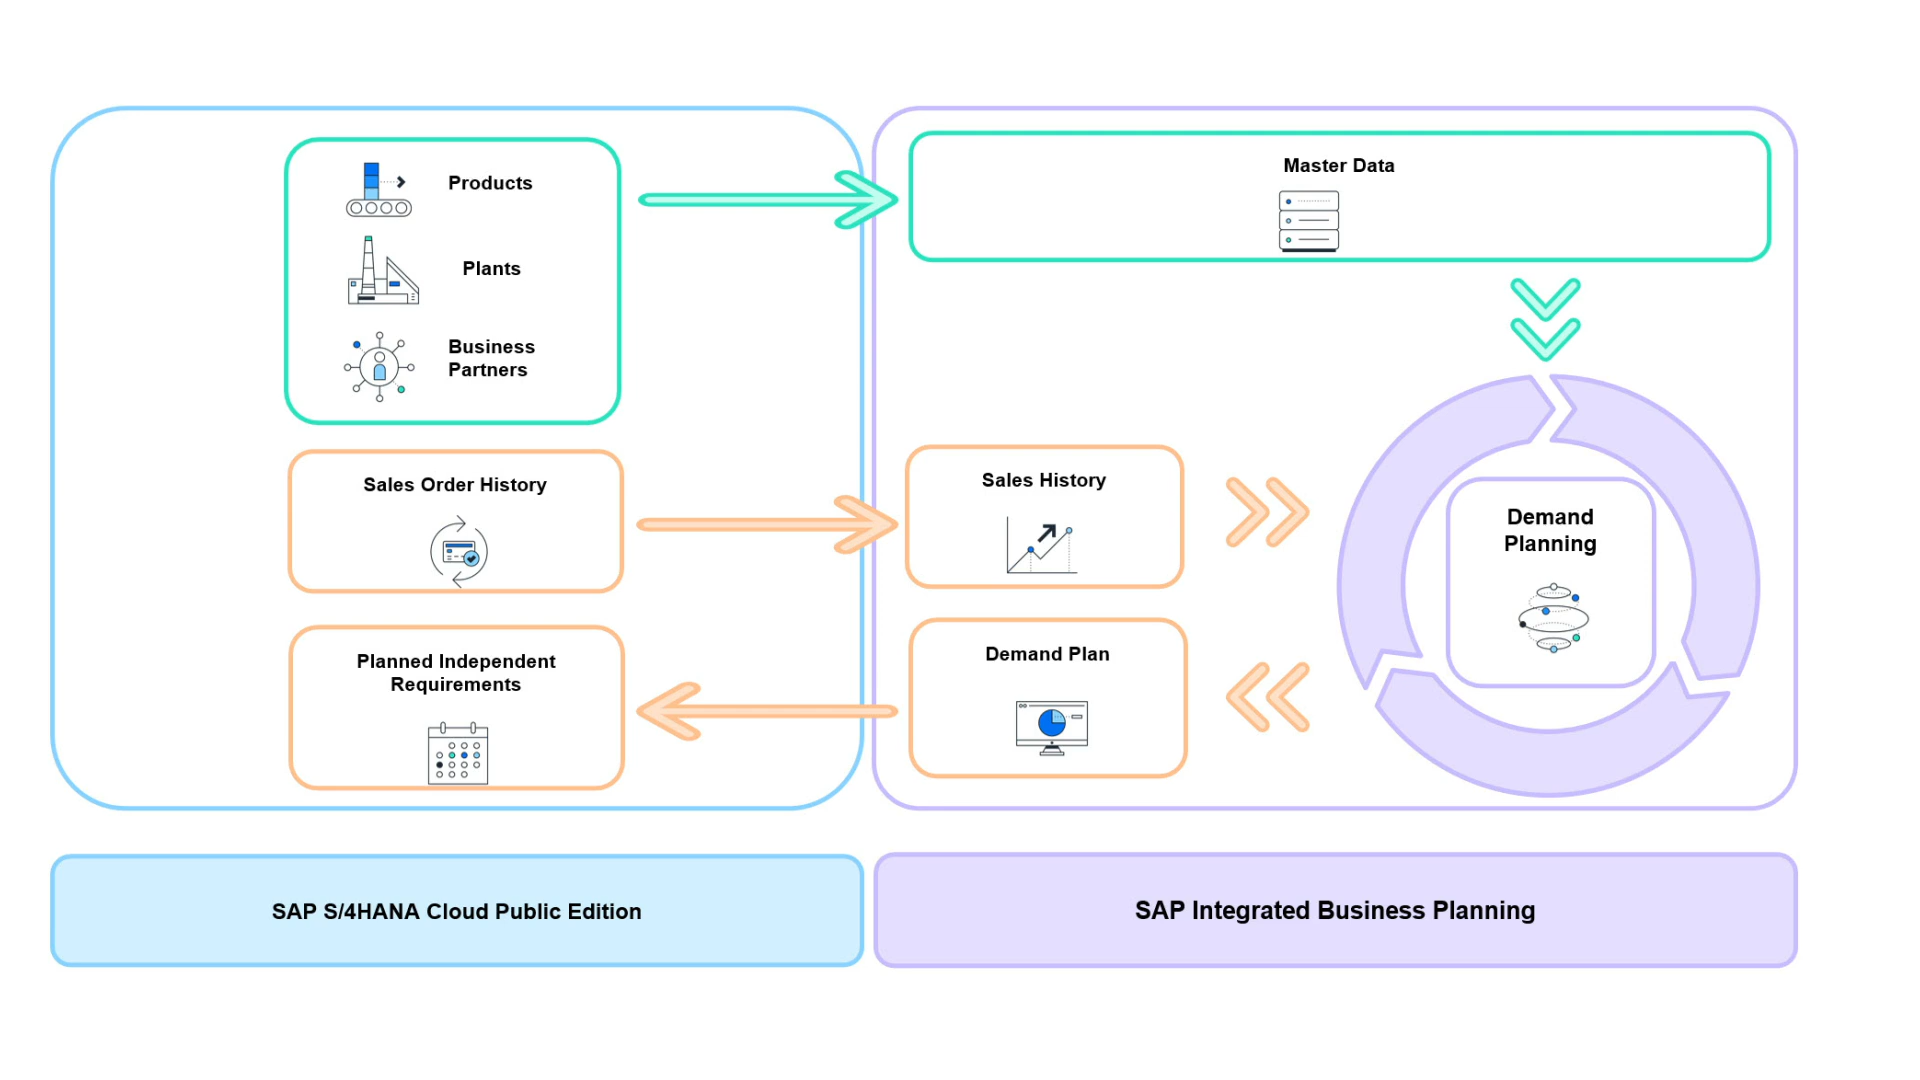 Products
Plants
Business
Partners
Master Data
Sales Order History
Sales History
Demand
Planning
Planned Independent
Requirements
Demand Plan
SAP S/4HANA Cloud Public Edition
SAP Integrated Business Planning